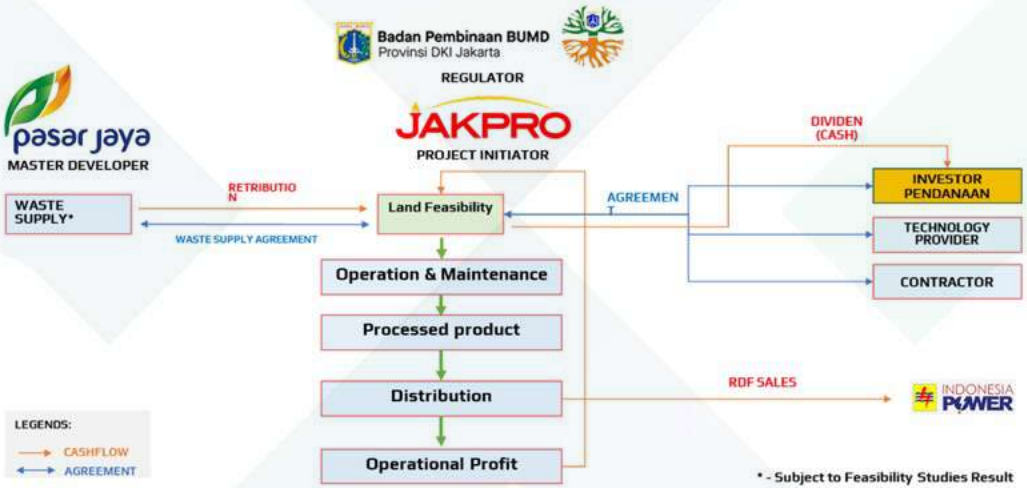 Badan Pembinaan BUMD
Provinsi DKI Jakarta
REGULATOR
pasar jaya
MASTER DEVELOPER
JAKPRO
PROJECT INITIATOR
DIVIDEN
(CASH)
WASTE
SUPPLY*
RETRIBUTIO
N
WASTE SUPPLY AGREEMENT
Land Feasibility
AGREEMEN
T
INVESTOR
PENDANAAN
TECHNOLOGY
PROVIDER
CONTRACTOR
Operation & Maintenance
Processed product
Distribution
RDF SALES
INDONESIA
POWER
Operational Profit
LEGENDS:
CASHFLOW
AGREEMENT
* - Subject to Feasibility Studies Result